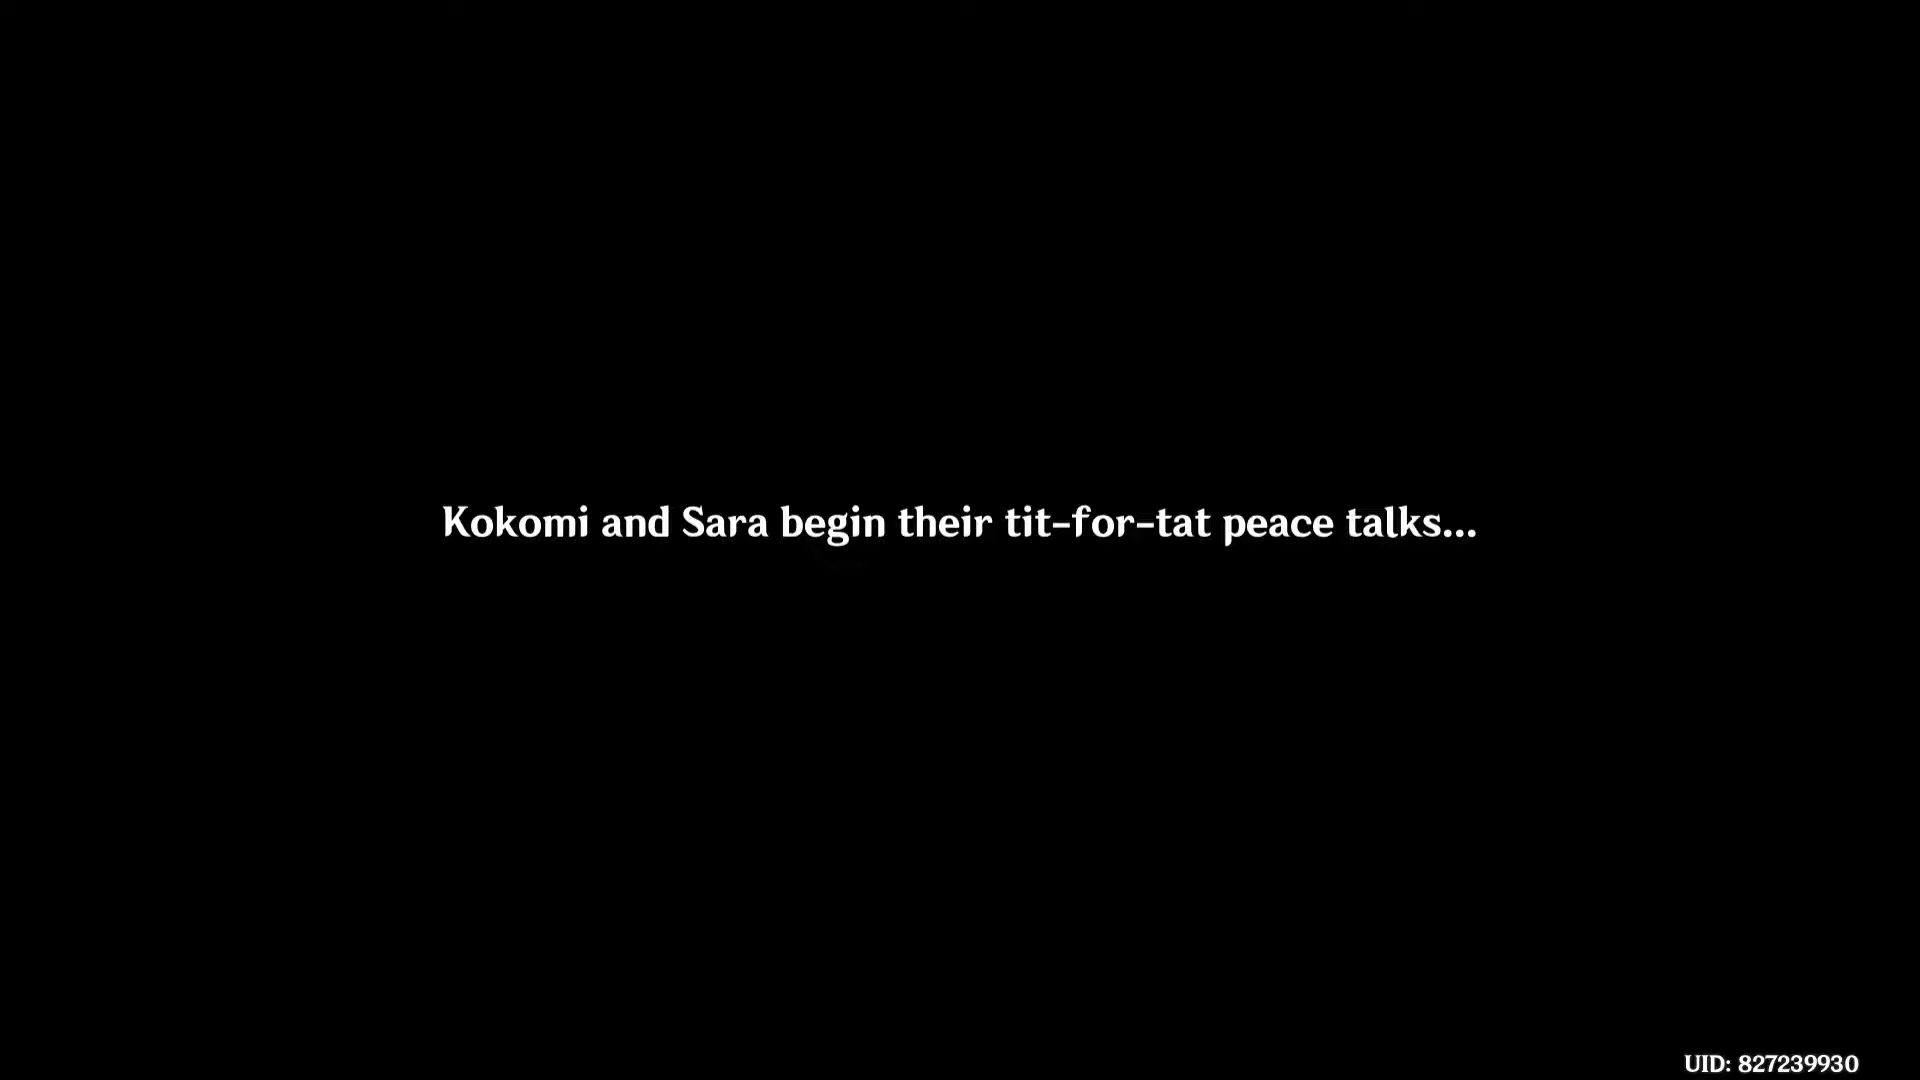 Kokomi and Sara begin their tit-for-tat peace talks...
UID: 827239930